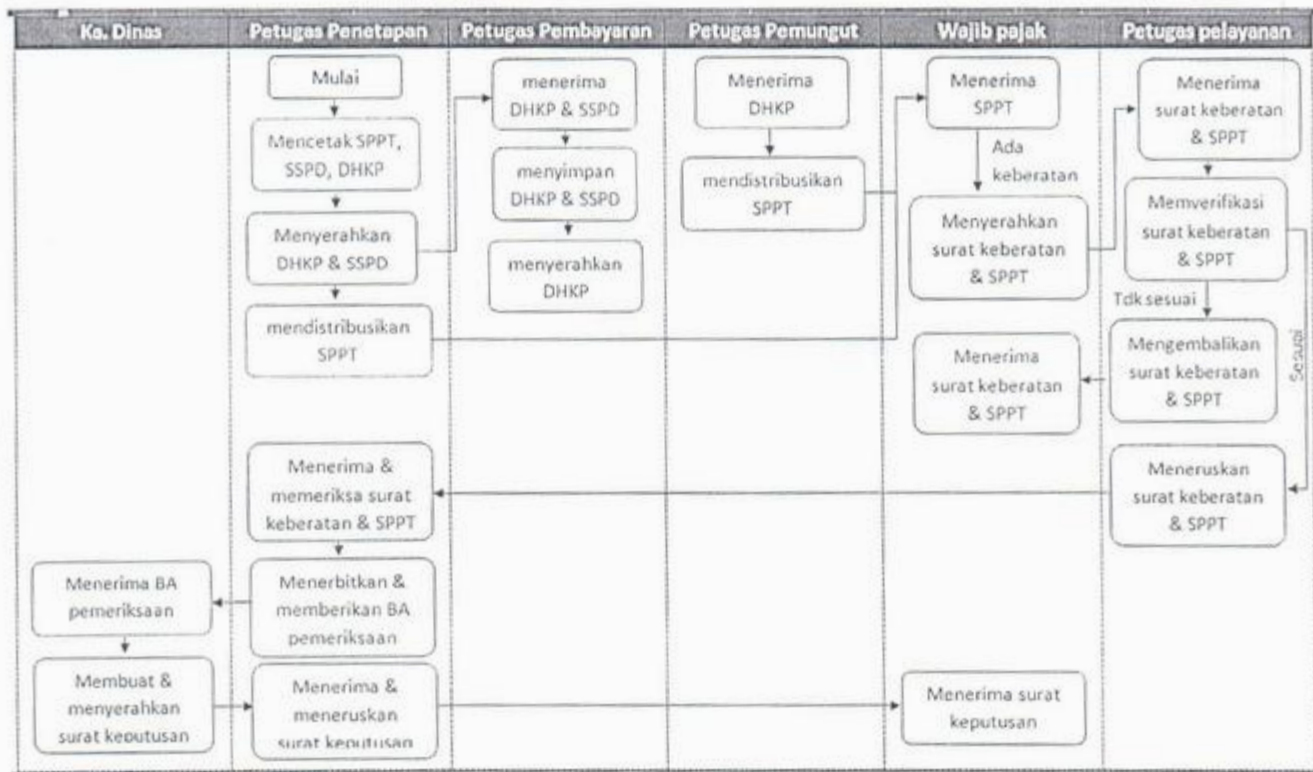 Ka. Dinas
Petugas Penetapan
Petugas Pembayaran
Petugas Pemungut
Wajib pajak
Petugas pelayanan
Mulai
Mencetak SPPT,
SSPD, DHKP
Menyerahkan
DHKP & SSPD
mendistribusikan
SPPT
menerima
DHKP & SSPD
menyimpan
DHKP & SSPD
menyerahkan
DHKP
Menerima
DHKP
mendistribusikan
SPPT
Menerima
SPPT
Ada
keberatan
Menyerahkan
surat keberatan
& SPPT
Menerima
surat keberatan
& SPPT
Memverifikasi
surat keberatan
& SPPT
Tdk sesuai
Sesuai
Mengembalikan
surat keberatan
& SPPT
Menerima
surat keberatan
& SPPT
Meneruskan
surat keberatan
& SPPT
Menerima &
memeriksa surat
keberatan & SPPT
Menerbitkan &
memberikan BA
pemeriksaan
Menerima BA
pemeriksaan
Membuat &
menyerahkan
surat keputusan
Menerima &
meneruskan
surat keputusan
Menerima surat
keputusan